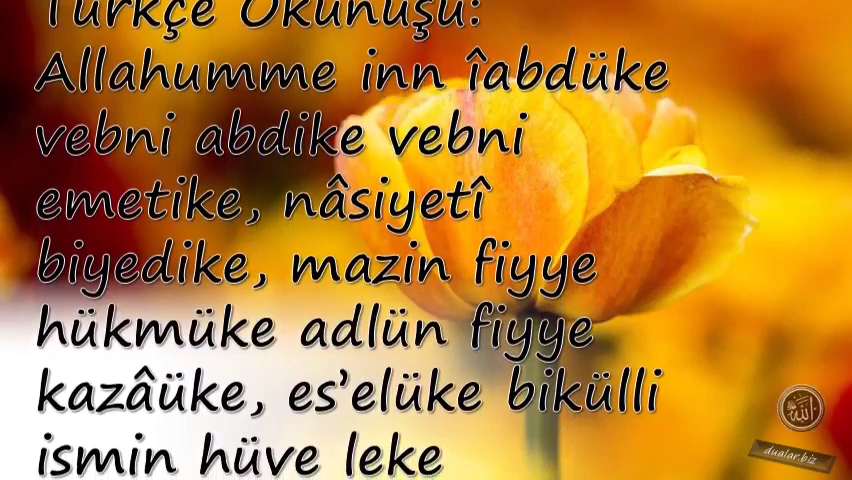 Türkçe Okunuşu:
Allahumme inn îabdüke
vebni abdike vebni
emetike, nâsiyetî
biyedike, mazin fiyye
hükmüke adlün fiyye
kazâüke, es’elüke bikülli
ismin hüve leke
الله
dualar.biz